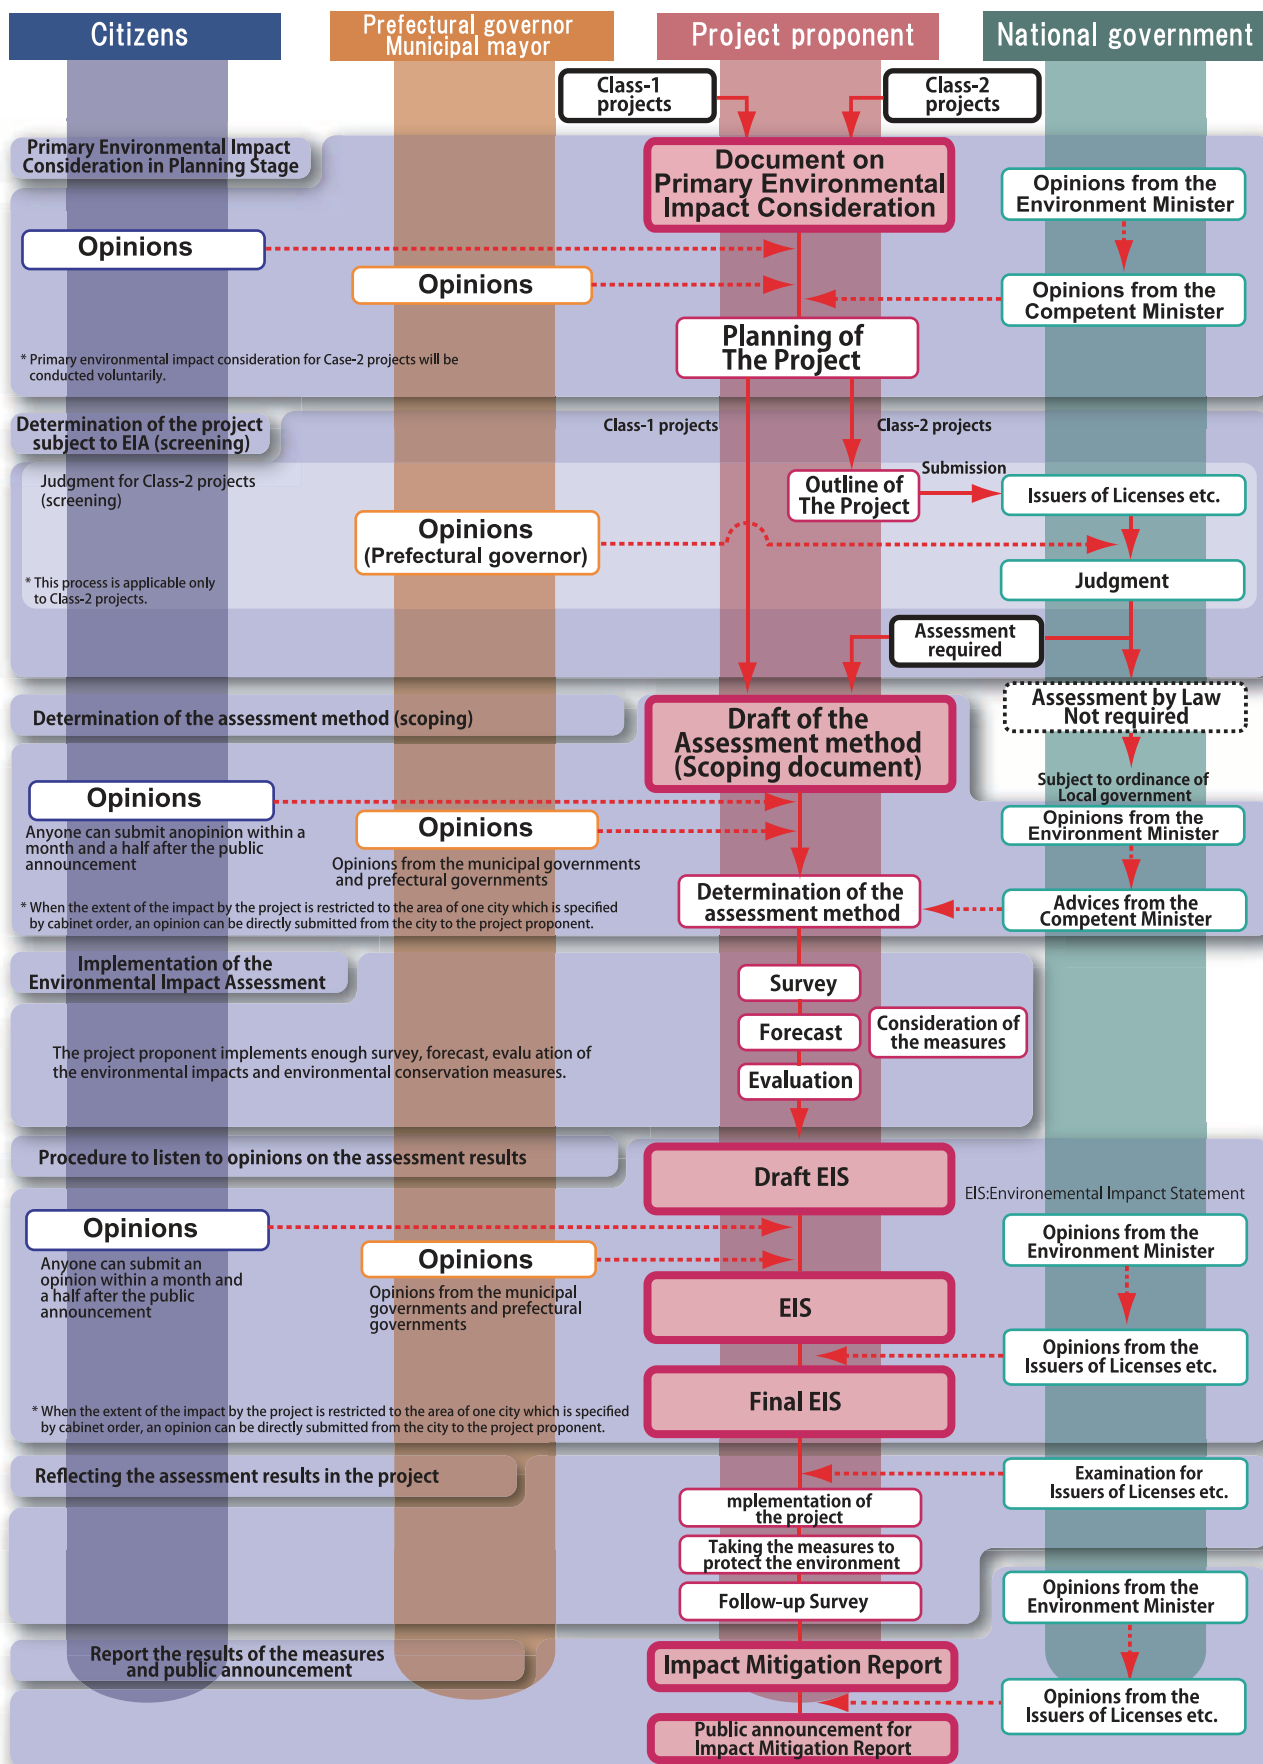 Citizens
Prefectural governor
Municipal mayor
Project proponent
National government
Class-1
projects
Class-2
projects
Primary Environmental Impact
Consideration in Planning Stage
Document on
Primary Environmental
Impact Consideration
Opinions from the
Environment Minister
Opinions
Opinions
Opinions from the
Competent Minister
Planning of
The Project
* Primary environmental impact consideration for Case-2 projects will be
conducted voluntarily.
Determination of the project
subject to EIA (screening)
Class-1 projects
Class-2 projects
Judgment for Class-2 projects
(screening)
Outline of
The Project
Submission
Issuers of Licenses etc.
Opinions
(Prefectural governor)
Judgment
* This process is applicable only
to Class-2 projects.
Assessment
required
Assessment by Law
Not required
Determination of the assessment method (scoping)
Draft of the
Assessment method
(Scoping document)
Subject to ordinance of
Local government
Opinions
Anyone can submit anopinion within a
month and a half after the public
announcement
Opinions
Opinions from the municipal governments
and prefectural governments
Opinions from the
Environment Minister
Determination of the
assessment method
Advices from the
Competent Minister
* When the extent of the impact by the project is restricted to the area of one city which is specified
by cabinet order, an opinion can be directly submitted from the city to the project proponent.
Implementation of the
Environmental Impact Assessment
Survey
Forecast
Consideration of
the measures
Evaluation
The project proponent implements enough survey, forecast, evalu ation of
the environmental impacts and environmental conservation measures.
Procedure to listen to opinions on the assessment results
Draft EIS
EIS:Environemental Impanct Statement
Opinions
Anyone can submit an
opinion within a month and
a half after the public
announcement
Opinions
Opinions from the municipal
governments and prefectural
governments
Opinions from the
Environment Minister
EIS
Opinions from the
Issuers of Licenses etc.
Final EIS
* When the extent of the impact by the project is restricted to the area of one city which is specified
by cabinet order, an opinion can be directly submitted from the city to the project proponent.
Reflecting the assessment results in the project
Examination for
Issuers of Licenses etc.
mplementation of
the project
Taking the measures to
protect the environment
Follow-up Survey
Opinions from the
Environment Minister
Report the results of the measures
and public announcement
Impact Mitigation Report
Opinions from the
Issuers of Licenses etc.
Public announcement for
Impact Mitigation Report